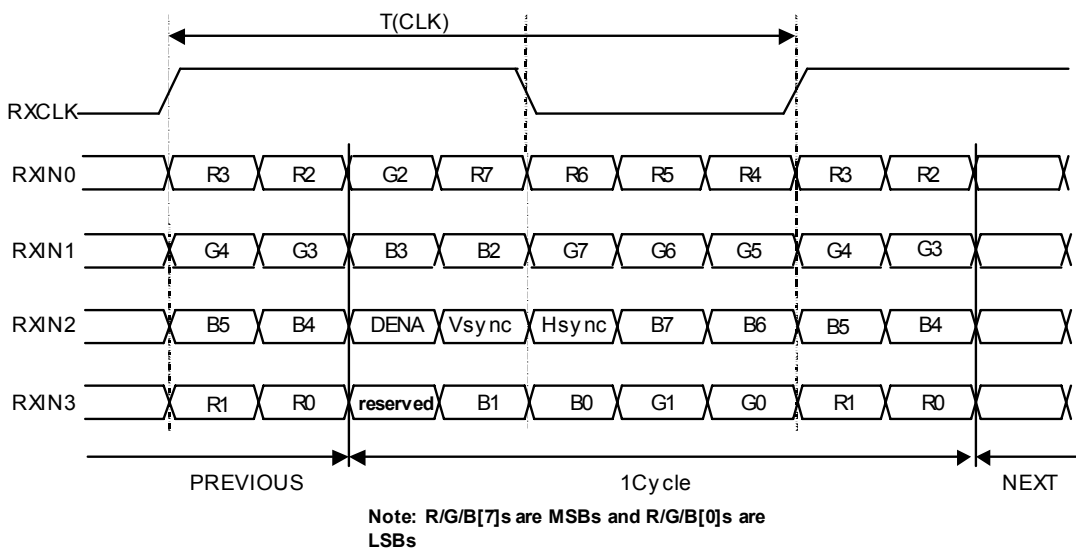 T(CLK)
RXCLK
RXIN0 R3 R2 G2 R7 R6 R5 R4 R3 R2
RXIN1 G4 G3 B3 B2 G7 G6 G5 G4 G3
RXIN2 B5 B4 DENA Vsync Hsync B7 B6 B5 B4
RXIN3 R1 R0 reserved B1 B0 G1 G0 R1 R0
PREVIOUS 1Cycle NEXT
Note: R/G/B[7]s are MSBs and R/G/B[0]s are
LSBs